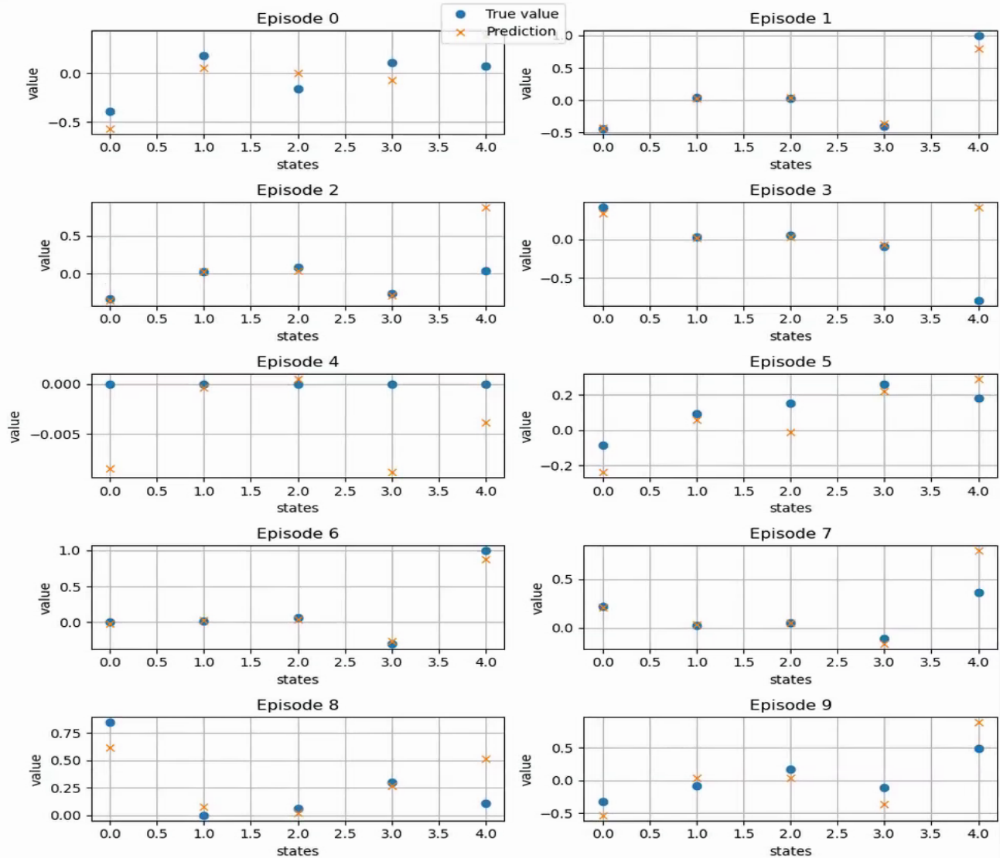 True value
Prediction
Episode 0
value
0.0
−0.5
0.0 0.5 1.0 1.5 2.0 2.5 3.0 3.5 4.0
states
Episode 1
value
1.0
0.5
0.0
−0.5
0.0 0.5 1.0 1.5 2.0 2.5 3.0 3.5 4.0
states
Episode 2
value
0.5
0.0
0.0 0.5 1.0 1.5 2.0 2.5 3.0 3.5 4.0
states
Episode 3
value
0.0
−0.5
0.0 0.5 1.0 1.5 2.0 2.5 3.0 3.5 4.0
states
Episode 4
value
0.000
−0.005
0.0 0.5 1.0 1.5 2.0 2.5 3.0 3.5 4.0
states
Episode 5
value
0.2
0.0
−0.2
0.0 0.5 1.0 1.5 2.0 2.5 3.0 3.5 4.0
states
Episode 6
value
1.0
0.5
0.0
0.0 0.5 1.0 1.5 2.0 2.5 3.0 3.5 4.0
states
Episode 7
value
0.5
0.0
0.0 0.5 1.0 1.5 2.0 2.5 3.0 3.5 4.0
states
Episode 8
value
0.75
0.50
0.25
0.00
0.0 0.5 1.0 1.5 2.0 2.5 3.0 3.5 4.0
states
Episode 9
value
0.5
0.0
−0.5
0.0 0.5 1.0 1.5 2.0 2.5 3.0 3.5 4.0
states